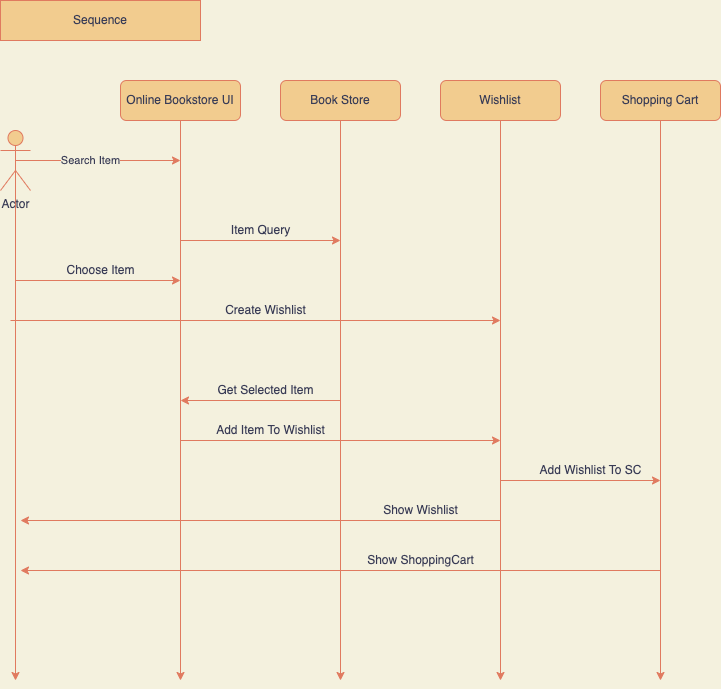 Sequence
Online Bookstore UI
Book Store
Wishlist
Shopping Cart
Search Item
Actor
Item Query
Choose Item
Create Wishlist
Get Selected Item
Add Item To Wishlist
Add Wishlist To SC
Show Wishlist
Show ShoppingCart